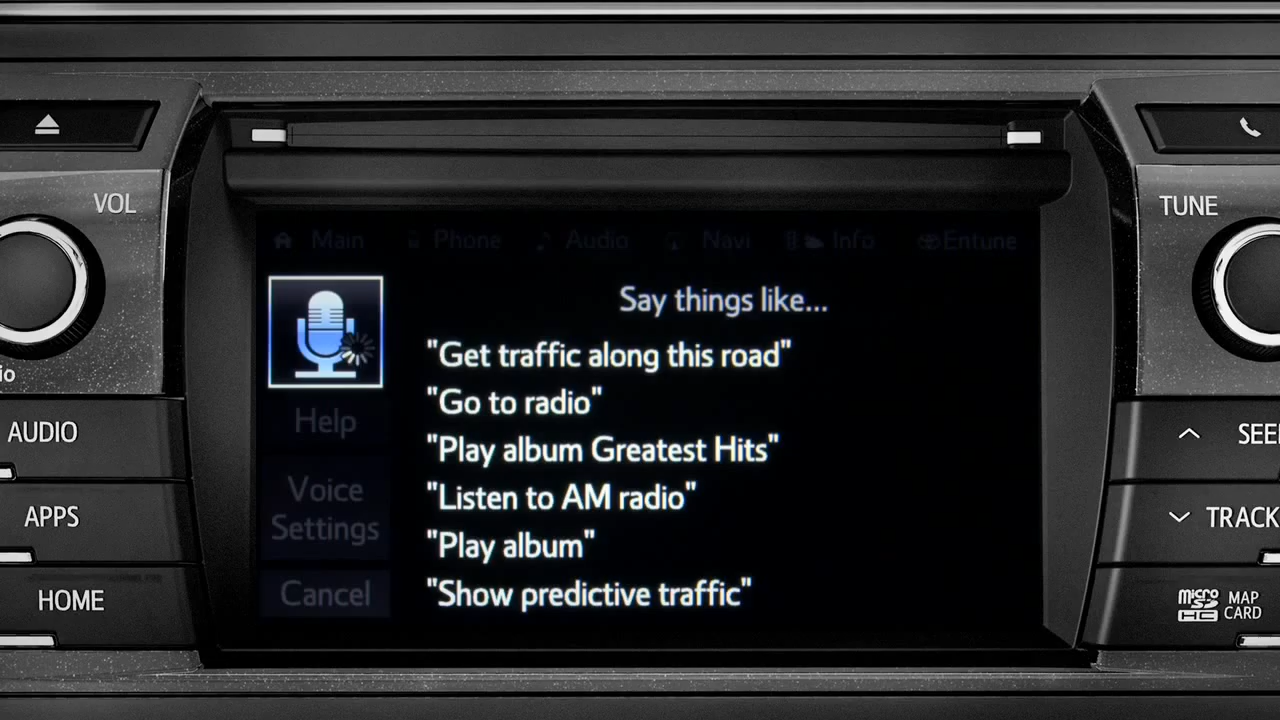 VOL
TUNE
Main Phone Audio Navi Info Entune
Say things like...
"Get traffic along this road"
"Go to radio"
"Play album Greatest Hits"
"Listen to AM radio"
"Play album"
"Show predictive traffic"
Help
Voice
Settings
Cancel
io
AUDIO
APPS
HOME
SEE
TRACK
micro
SD
HC
MAP
CARD